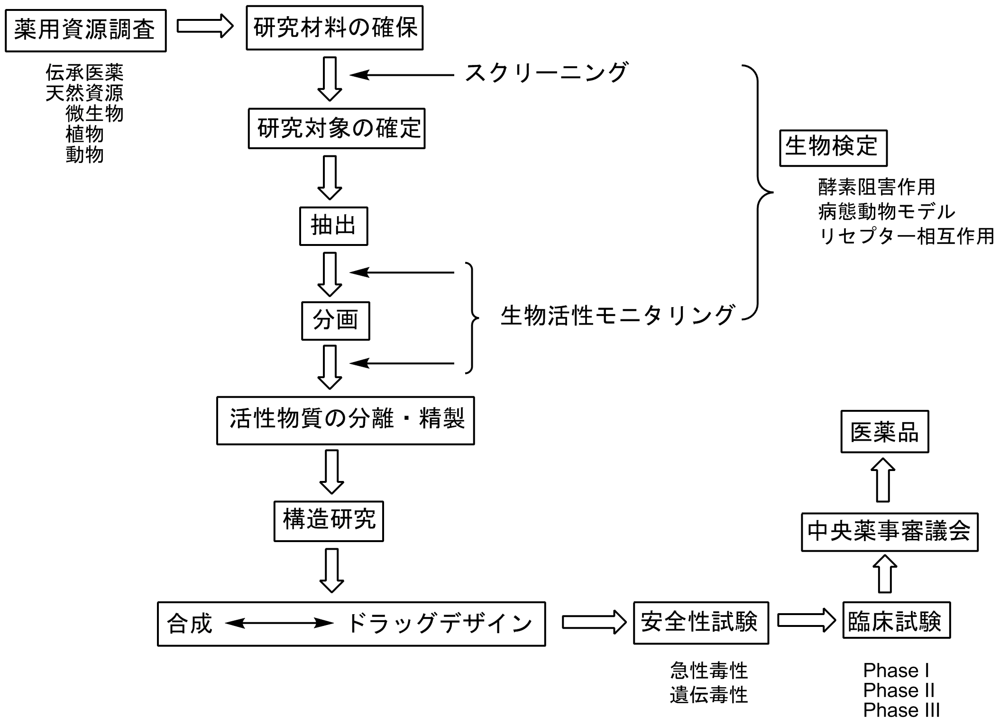 薬用資源調査
研究材料の確保
伝承医薬
天然資源
微生物
植物
動物
スクリーニング
研究対象の確定
生物検定
酵素阻害作用
病態動物モデル
リセプター相互作用
抽出
分画
生物活性モニタリング
活性物質の分離・精製
構造研究
合成
ドラッグデザイン
安全性試験
急性毒性
遺伝毒性
臨床試験
Phase I
Phase II
Phase III
中央薬事審議会
医薬品